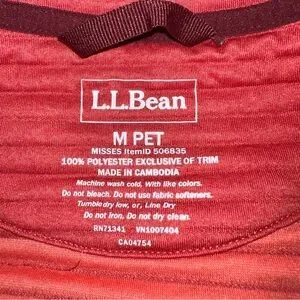 L.L.Bean
M PET
MISSES ItemID 506835
100% POLYESTER EXCLUSIVE OF TRIM
MADE IN CAMBODIA
Machine wash cold. With like colors.
Do not bleach. Do not use fabric softeners.
Tumble dry low, or, Line Dry
Do not iron. Do not dry clean.
RN71341 VN1007404
CA04754